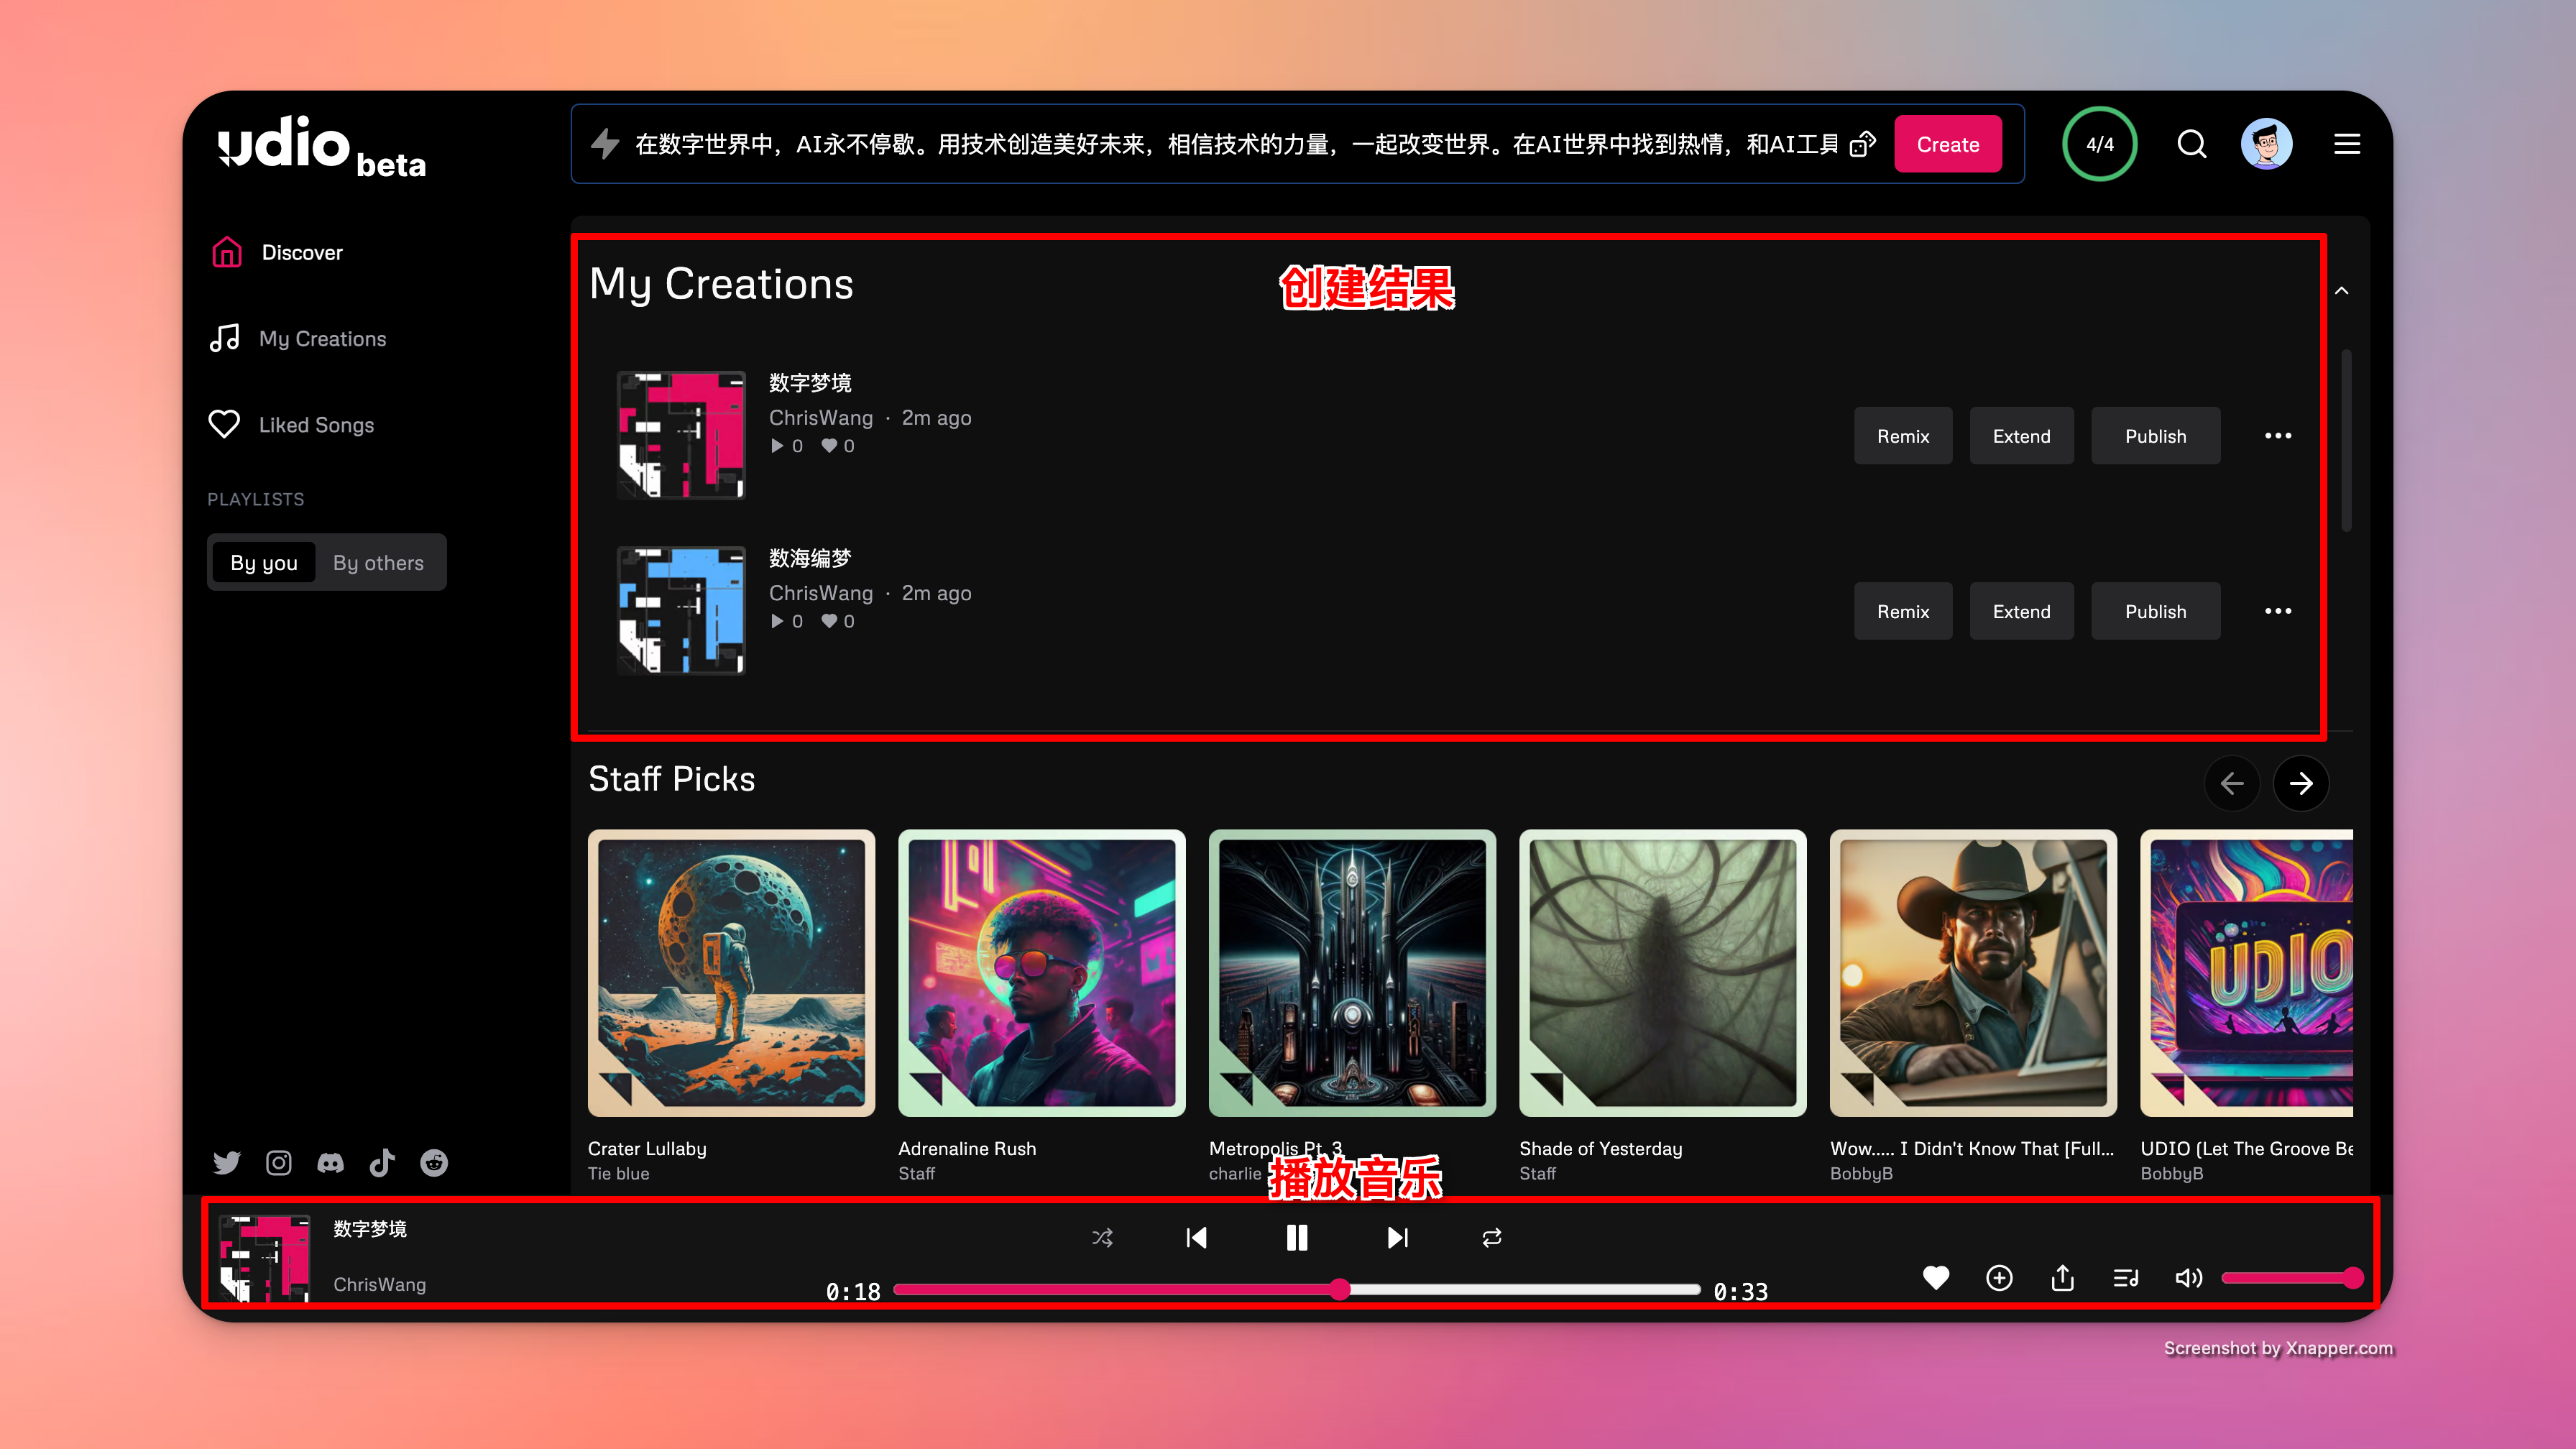 udio beta
在数字世界中，AI永不停歇。用技术创造美好未来，相信技术的力量，一起改变世界。在AI世界中找到热情，和AI工具
Create
4/4
Discover
My Creations
Liked Songs
PLAYLISTS
By you By others
My Creations
创建结果
数字梦境
ChrisWang · 2m ago
0 0
Remix Extend Publish
数海编梦
ChrisWang · 2m ago
0 0
Remix Extend Publish
Staff Picks
UDIO
Crater Lullaby
Tie blue
Adrenaline Rush
Staff
Metropolis Pt. 3
charlie
Shade of Yesterday
Staff
Wow..... I Didn't Know That [Full...
BobbyB
UDIO (Let The Groove Be
BobbyB
播放音乐
数字梦境
ChrisWang
0:18 0:33
Screenshot by Xnapper.com